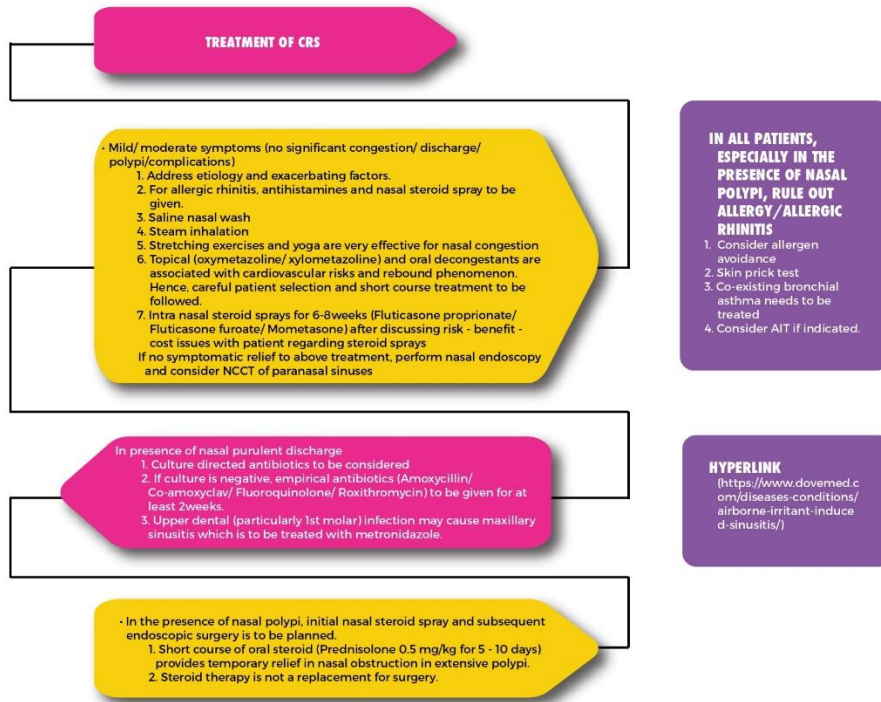 TREATMENT OF CRS
• Mild/ moderate symptoms (no significant congestion/ discharge/
polypi/complications)
1. Address etiology and exacerbating factors.
2. For allergic rhinitis, antihistamines and nasal steroid spray to be
given.
3. Saline nasal wash
4. Steam inhalation
5. Stretching exercises and yoga are very effective for nasal congestion
6. Topical (oxymetazoline/ xylometazoline) and oral decongestants are
associated with cardiovascular risks and rebound phenomenon.
Hence, careful patient selection and short course treatment to be
followed.
7. Intra nasal steroid sprays for 6-8weeks (Fluticasone proprionate/
Fluticasone furoate/ Mometasone) after discussing risk - benefit -
cost issues with patient regarding steroid sprays
If no symptomatic relief to above treatment, perform nasal endoscopy
and consider NCCT of paranasal sinuses
In presence of nasal purulent discharge
1. Culture directed antibiotics to be considered
2. If culture is negative, empirical antibiotics (Amoxycillin/
Co-amoxyclav/ Fluoroquinolone/ Roxithromycin) to be given for at
least 2weeks.
3. Upper dental (particularly 1st molar) infection may cause maxillary
sinusitis which is to be treated with metronidazole.
• In the presence of nasal polypi, initial nasal steroid spray and subsequent
endoscopic surgery is to be planned.
1. Short course of oral steroid (Prednisolone 0.5 mg/kg for 5 - 10 days)
provides temporary relief in nasal obstruction in extensive polypi.
2. Steroid therapy is not a replacement for surgery.
IN ALL PATIENTS,
ESPECIALLY IN THE
PRESENCE OF NASAL
POLYPI, RULE OUT
ALLERGY/ALLERGIC
RHINITIS
1. Consider allergen
avoidance
2. Skin prick test
3. Co-existing bronchial
asthma needs to be
treated
4. Consider AIT if indicated.
HYPERLINK
(https://www.dovemed.c
om/diseases-conditions/
airborne-irritant-induce
d-sinusitis/)